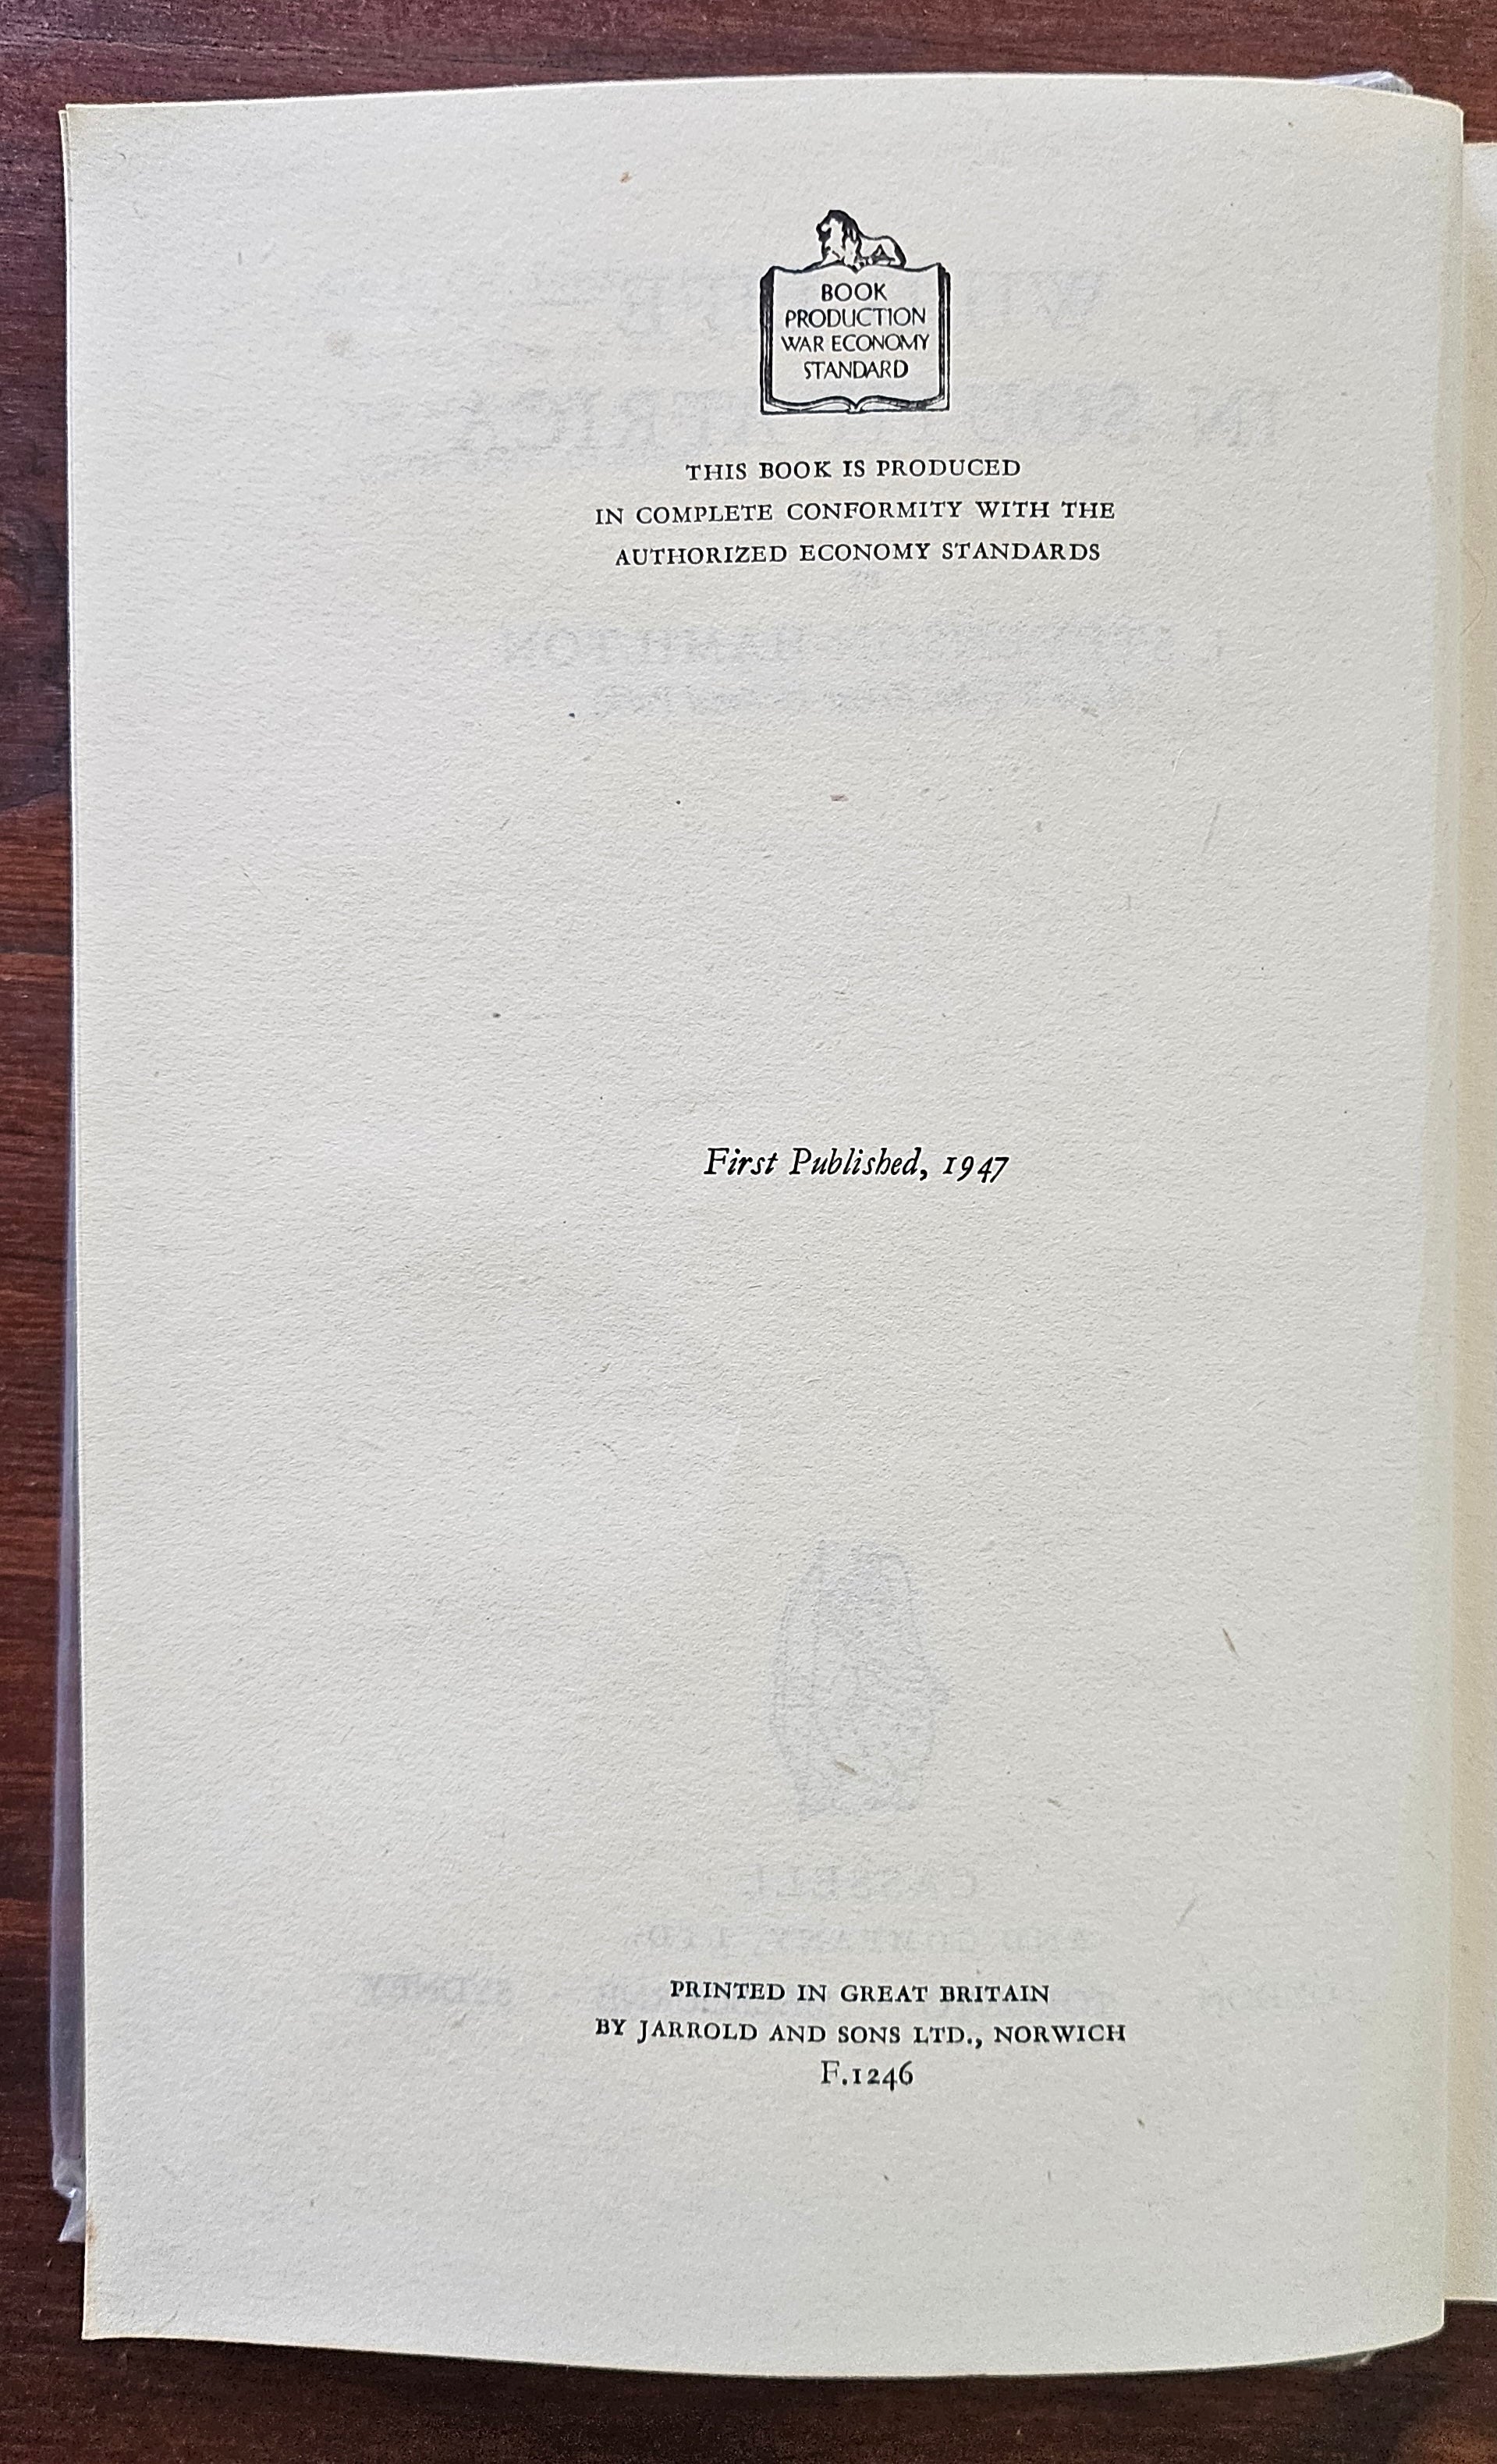 BOOK
PRODUCTION
WAR ECONOMY
STANDARD
THIS BOOK IS PRODUCED
IN COMPLETE CONFORMITY WITH THE
AUTHORIZED ECONOMY STANDARDS
First Published, 1947
PRINTED IN GREAT BRITAIN
BY JARROLD AND SONS LTD., NORWICH
F.1246